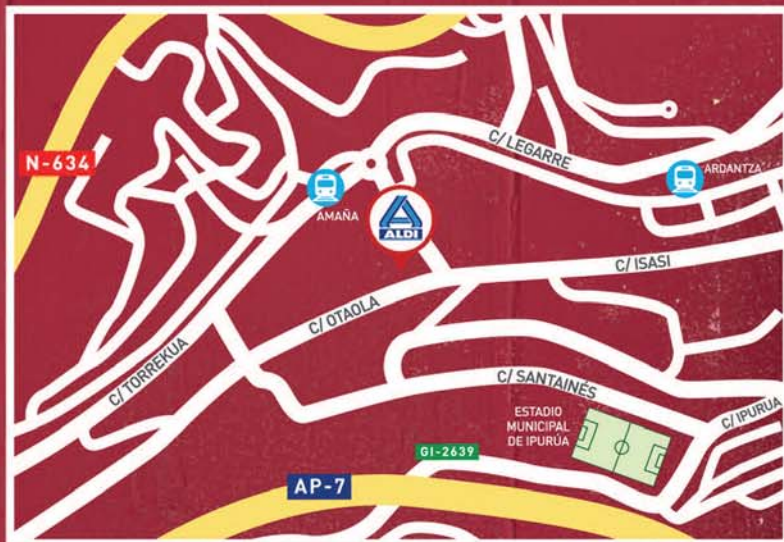 C/ LEGARRE
N-634
ARDANTZA
AMAÑA
ALDI
C/ ISASI
C/ OTAOLA
C/ TORREKUA
C/ SANTAINÉS
ESTADIO
MUNICIPAL
DE IPURÚA
C/ IPURUA
GI-2639
AP-7